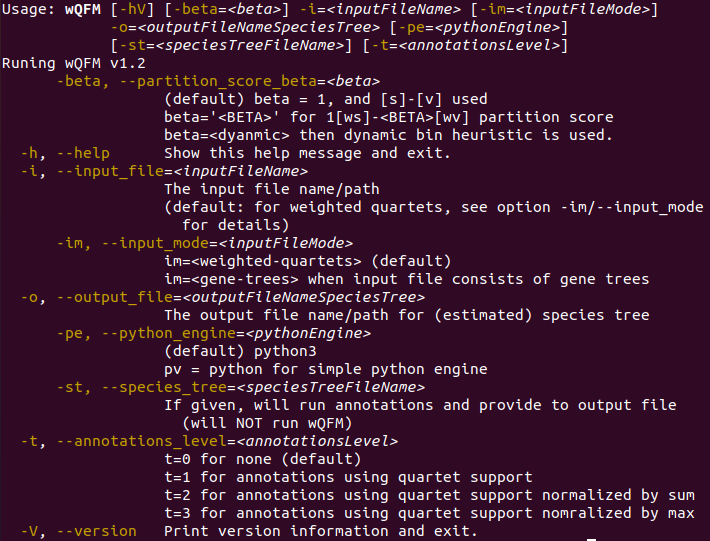 Usage: wQFM [-hV] [-beta=<beta>] -i=<inputFileName> [-im=<inputFileMode>]
-o=<outputFileNameSpeciesTree> [-pe=<pythonEngine>]
[-st=<speciesTreeFileName>] [-t=<annotationsLevel>]
Runing wQFM v1.2
-beta, --partition_score_beta=<beta>
(default) beta = 1, and [s]-[v] used
beta='<BETA>' for 1[ws]-<BETA>[wv] partition score
beta=<dyanmic> then dynamic bin heuristic is used.
-h, --help Show this help message and exit.
-i, --input_file=<inputFileName>
The input file name/path
(default: for weighted quartets, see option -im/--input_mode
for details)
-im, --input_mode=<inputFileMode>
im=<weighted-quartets> (default)
im=<gene-trees> when input file consists of gene trees
-o, --output_file=<outputFileNameSpeciesTree>
The output file name/path for (estimated) species tree
-pe, --python_engine=<pythonEngine>
(default) python3
pv = python for simple python engine
-st, --species_tree=<speciesTreeFileName>
If given, will run annotations and provide to output file
(will NOT run wQFM)
-t, --annotations_level=<annotationsLevel>
t=0 for none (default)
t=1 for annotations using quartet support
t=2 for annotations using quartet support normalized by sum
t=3 for annotations using quartet support nomralized by max
-V, --version Print version information and exit.